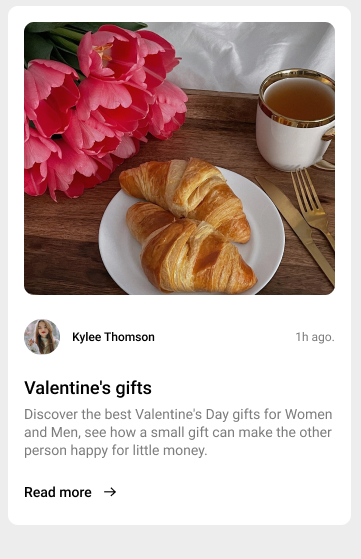 Kylee Thomson
1h ago.
Valentine's gifts
Discover the best Valentine's Day gifts for Women
and Men, see how a small gift can make the other
person happy for little money.
Read more